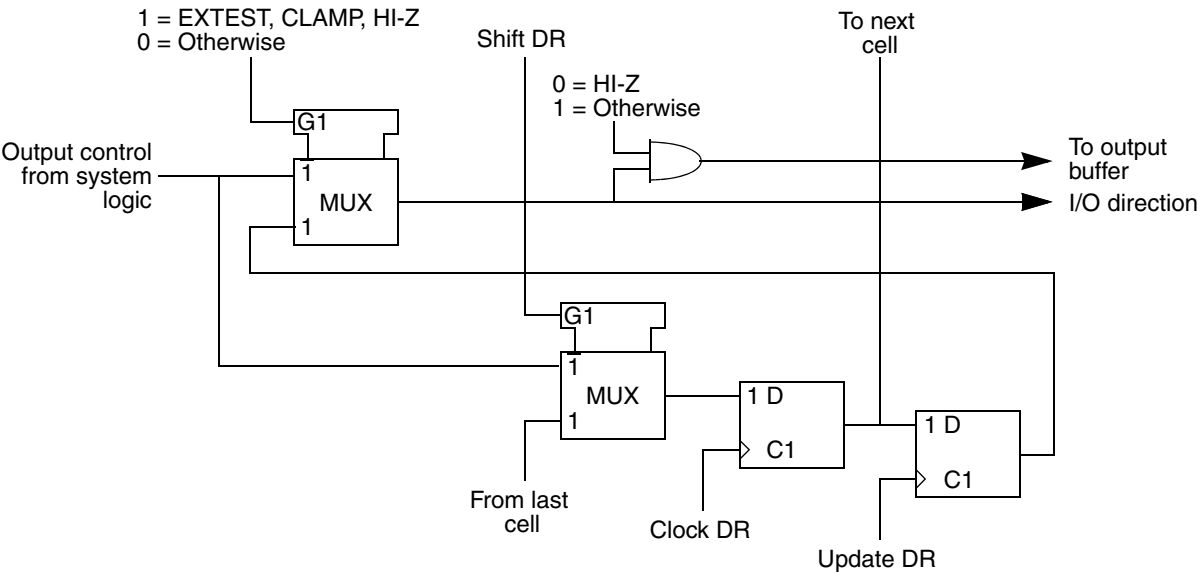 1 = EXTEST, CLAMP, HI-Z
0 = Otherwise
Shift DR
To next
cell
0 = HI-Z
1 = Otherwise
G1
Output control
from system
logic
1
MUX
1
To output
buffer
I/O direction
G1
1
MUX
1
1 D
C1
1 D
C1
From last
cell
Clock DR
Update DR